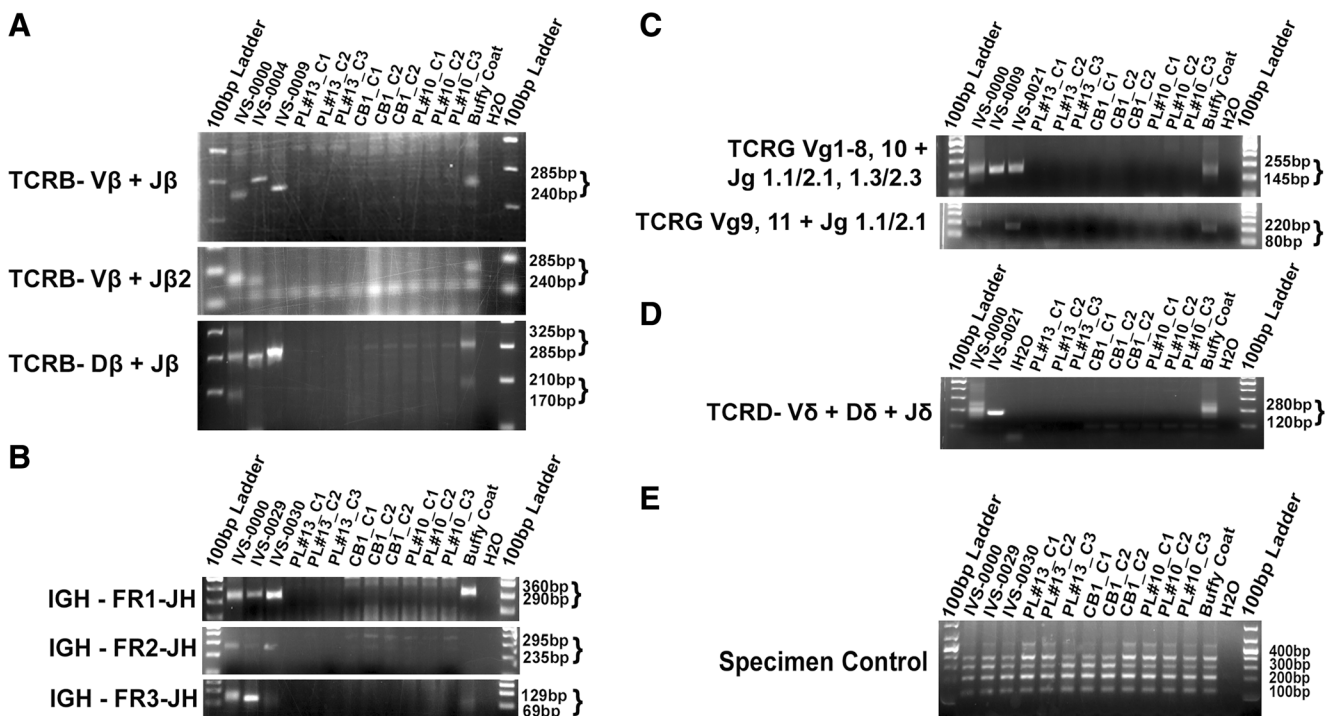 A
100bp Ladder
IVS-0000
IVS-0004
IVS-0009
PL#13_C1
PL#13_C2
PL#13_C3
CB1_C1
CB1_C2
CB1_C2
PL#10_C1
PL#10_C2
PL#10_C3
Buffy Coat
H2O
100bp Ladder
TCRB- Vβ + Jβ
285bp
240bp }
TCRB- Vβ + Jβ2
285bp
240bp }
TCRB- Dβ + Jβ
325bp
285bp }
210bp
170bp }
B
100bp Ladder
IVS-0000
IVS-0029
IVS-0030
PL#13_C1
PL#13_C2
PL#13_C3
CB1_C1
CB1_C2
CB1_C2
PL#10_C1
PL#10_C2
PL#10_C3
Buffy Coat
H2O
100bp Ladder
IGH - FR1-JH
360bp
290bp }
IGH - FR2-JH
295bp
235bp }
IGH - FR3-JH
129bp
69bp }
C
100bp Ladder
IVS-0000
IVS-0009
IVS-0021
PL#13_C1
PL#13_C2
PL#13_C3
CB1_C1
CB1_C2
CB1_C2
PL#10_C1
PL#10_C2
PL#10_C3
Buffy Coat
H2O
100bp Ladder
TCRG Vg1-8, 10 +
Jg 1.1/2.1, 1.3/2.3
255bp
145bp }
TCRG Vg9, 11 + Jg 1.1/2.1
220bp
80bp }
D
100bp Ladder
IVS-0000
IVS-0021
IH2O
PL#13_C1
PL#13_C2
PL#13_C3
CB1_C1
CB1_C2
CB1_C2
PL#10_C1
PL#10_C2
PL#10_C3
Buffy Coat
H2O
100bp Ladder
TCRD- Vδ + Dδ + Jδ
280bp
120bp }
E
100bp Ladder
IVS-0000
IVS-0029
IVS-0030
PL#13_C1
PL#13_C2
PL#13_C3
CB1_C1
CB1_C2
CB1_C2
PL#10_C1
PL#10_C2
PL#10_C3
Buffy Coat
H2O
100bp Ladder
Specimen Control
400bp
300bp
200bp
100bp